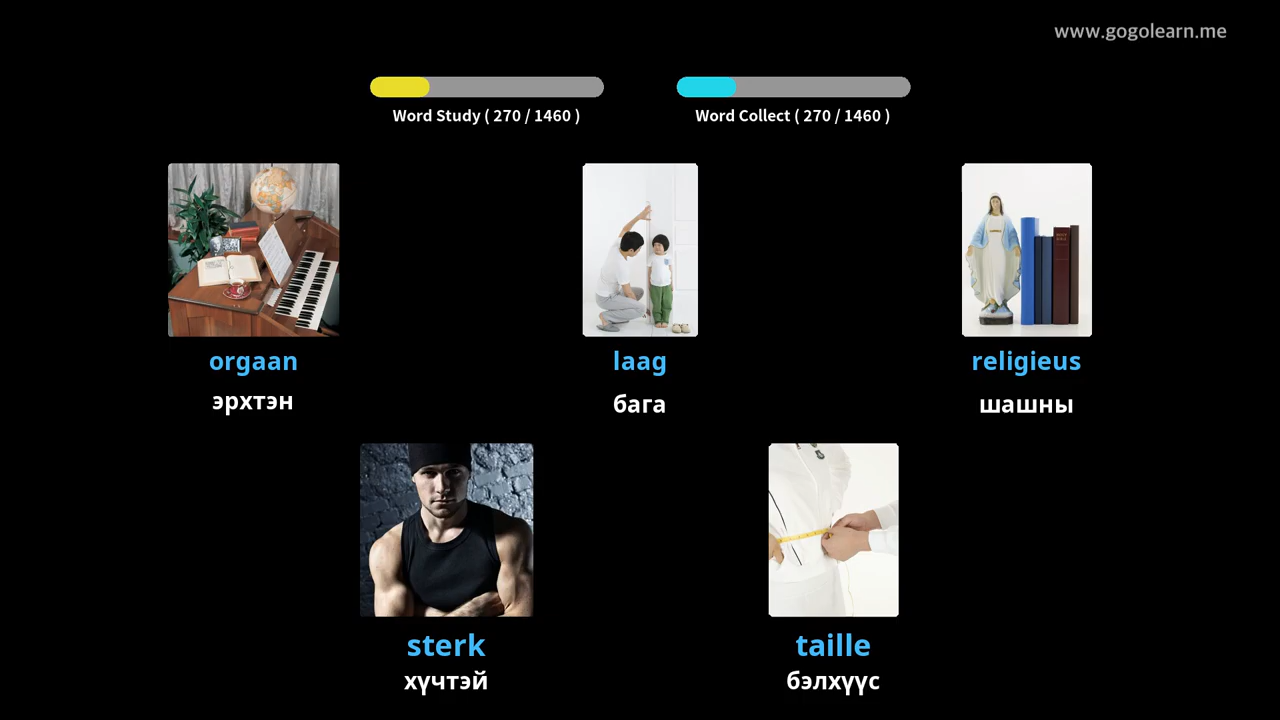 www.gogolearn.me
Word Study ( 270 / 1460 )
Word Collect ( 270 / 1460 )
orgaan
эрхтэн
laag
бага
religieus
шашны
sterk
хүчтэй
taille
бэлхүүс